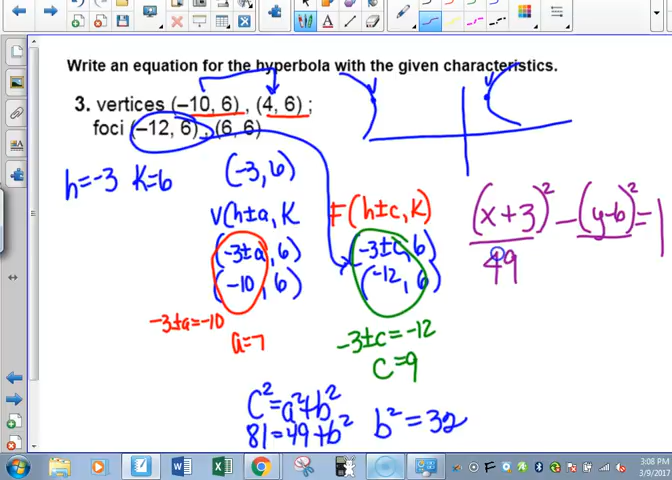 Write an equation for the hyperbola with the given characteristics.
3. vertices (−10, 6) , (4, 6) ;
foci (−12, 6) , (6, 6)
h=-3 K=6
(-3, 6)
V(h±a, K
(-3±a, 6)
(-10, 6)
-3±a=-10
a=7
F(h±c, K)
(-3±c, 6)
(-12, 6)
-3±c=-12
c=9
(x+3)² - (y-6)² = 1
49
C²=a²+b²
81=49+b²
b²=32
3:08 PM
3/9/2017